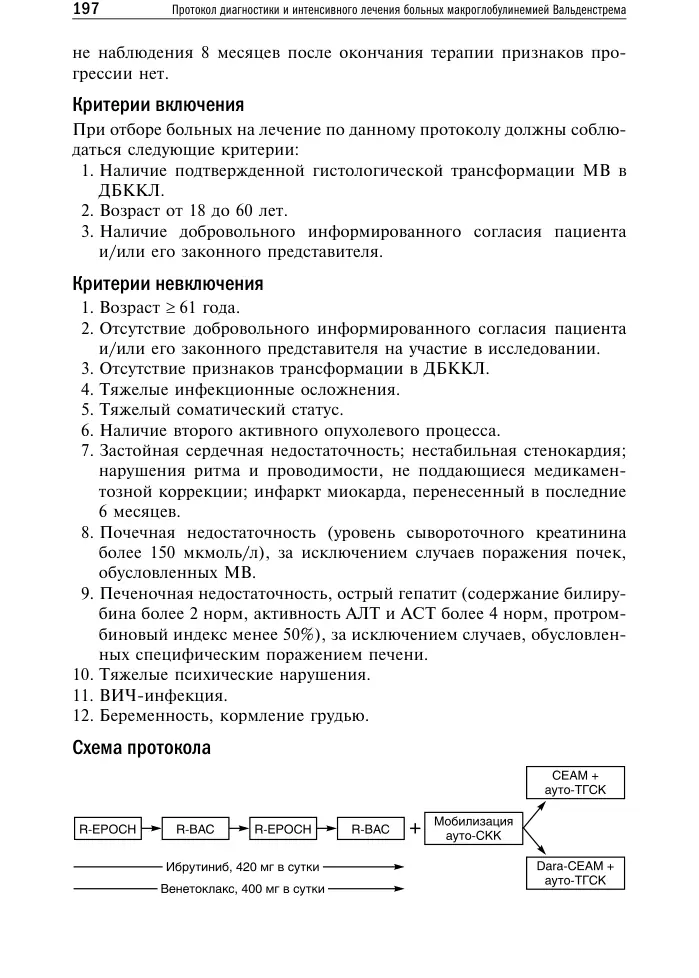 197
Протокол диагностики и интенсивного лечения больных макроглобулинемией Вальденстрема
не наблюдения 8 месяцев после окончания терапии признаков про-
грессии нет.
Критерии включения
При отборе больных на лечение по данному протоколу должны соблю-
даться следующие критерии:
1. Наличие подтвержденной гистологической трансформации МВ в
ДБККЛ.
2. Возраст от 18 до 60 лет.
3. Наличие добровольного информированного согласия пациента
и/или его законного представителя.
Критерии невключения
1. Возраст ≥ 61 года.
2. Отсутствие добровольного информированного согласия пациента
и/или его законного представителя на участие в исследовании.
3. Отсутствие признаков трансформации в ДБККЛ.
4. Тяжелые инфекционные осложнения.
5. Тяжелый соматический статус.
6. Наличие второго активного опухолевого процесса.
7. Застойная сердечная недостаточность; нестабильная стенокардия;
нарушения ритма и проводимости, не поддающиеся медикамен-
тозной коррекции; инфаркт миокарда, перенесенный в последние
6 месяцев.
8. Почечная недостаточность (уровень сывороточного креатинина
более 150 мкмоль/л), за исключением случаев поражения почек,
обусловленных МВ.
9. Печеночная недостаточность, острый гепатит (содержание билиру-
бина более 2 норм, активность АЛТ и АСТ более 4 норм, протром-
биновый индекс менее 50%), за исключением случаев, обусловлен-
ных специфическим поражением печени.
10. Тяжелые психические нарушения.
11. ВИЧ-инфекция.
12. Беременность, кормление грудью.
Схема протокола
R-EPOCH
R-BAC
R-EPOCH
R-BAC
+
Мобилизация
ауто-СКК
CEAM +
ауто-ТГСК
Dara-CEAM +
ауто-ТГСК
Ибрутиниб, 420 мг в сутки
Венетоклакс, 400 мг в сутки